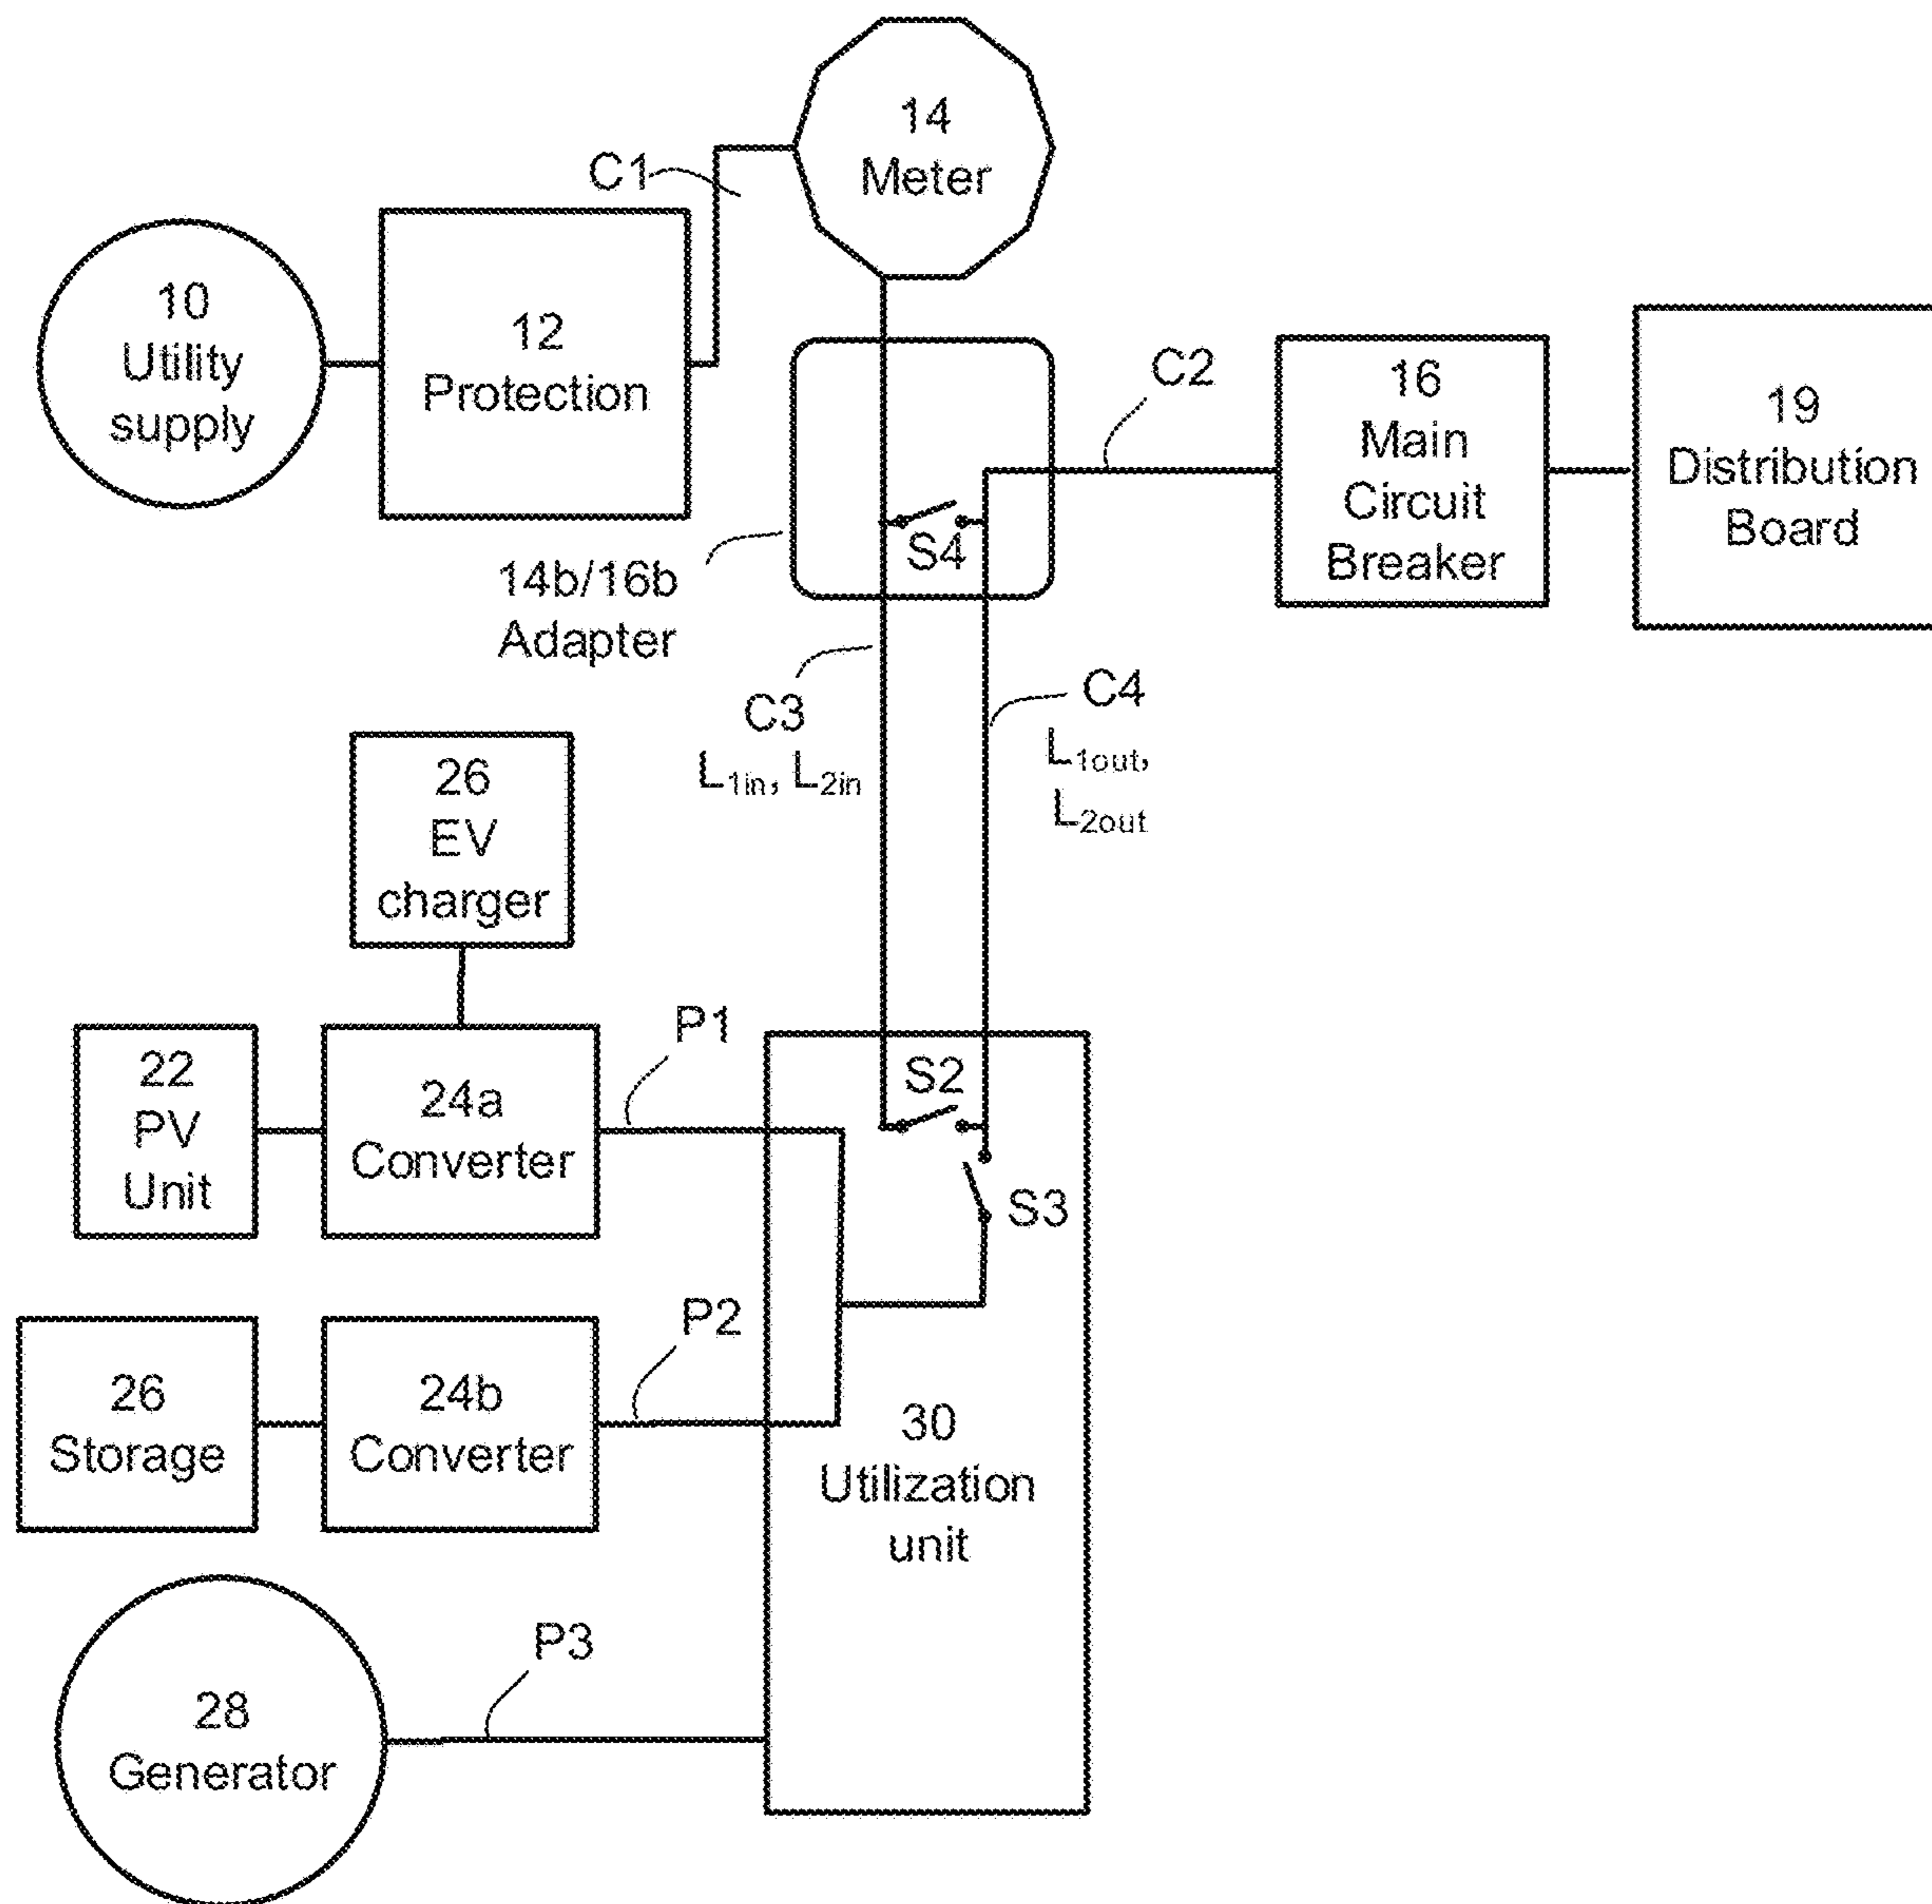 14
Meter
C1
10
Utility
supply
12
Protection
C2
16
Main
Circuit
Breaker
19
Distribution
Board
S4
14b/16b
Adapter
C3
L1in, L2in
C4
L1out,
L2out
26
EV
charger
22
PV
Unit
24a
Converter
P1
S2
S3
26
Storage
24b
Converter
P2
30
Utilization
unit
28
Generator
P3